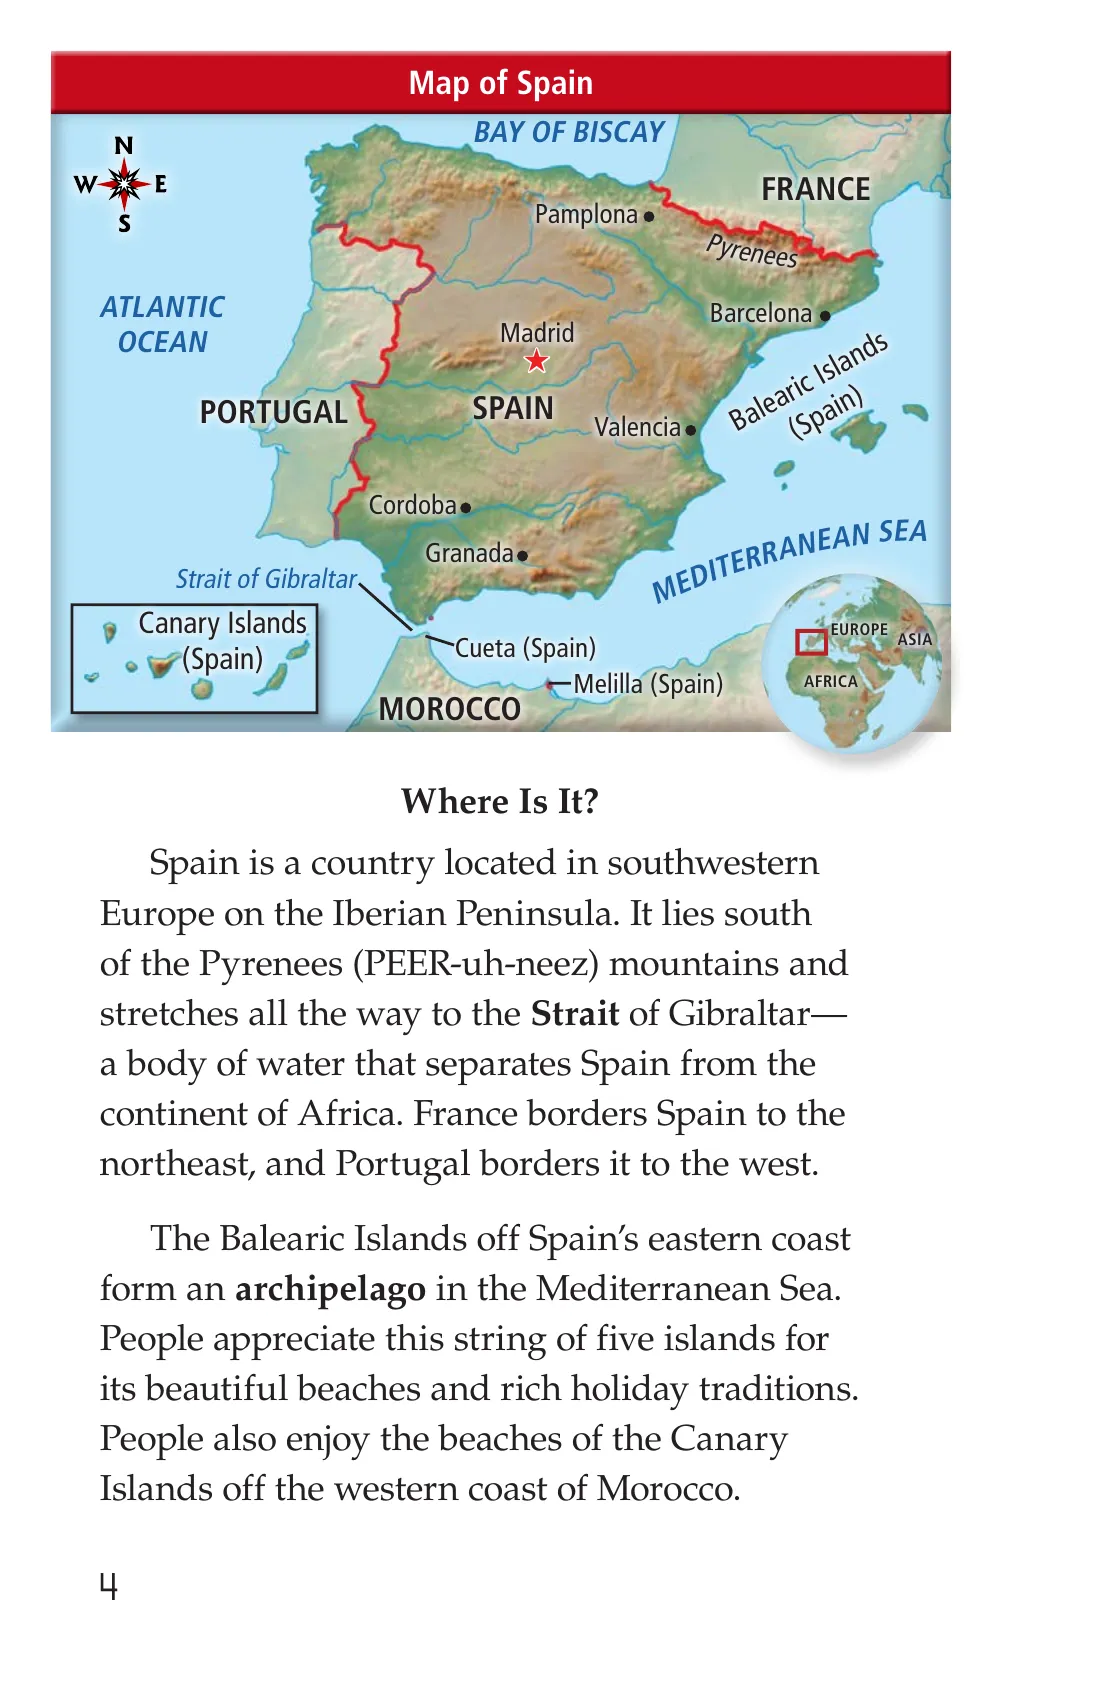 Map of Spain
BAY OF BISCAY
N
W E
S
FRANCE
Pamplona
Pyrenees
ATLANTIC
OCEAN
Barcelona
Madrid
Balearic Islands
(Spain)
PORTUGAL
SPAIN
Valencia
Cordoba
Granada
MEDITERRANEAN SEA
Strait of Gibraltar
Canary Islands
(Spain)
Cueta (Spain)
Melilla (Spain)
MOROCCO
EUROPE
ASIA
AFRICA
Where Is It?
Spain is a country located in southwestern
Europe on the Iberian Peninsula. It lies south
of the Pyrenees (PEER-uh-neez) mountains and
stretches all the way to the Strait of Gibraltar—
a body of water that separates Spain from the
continent of Africa. France borders Spain to the
northeast, and Portugal borders it to the west.
The Balearic Islands off Spain’s eastern coast
form an archipelago in the Mediterranean Sea.
People appreciate this string of five islands for
its beautiful beaches and rich holiday traditions.
People also enjoy the beaches of the Canary
Islands off the western coast of Morocco.
4